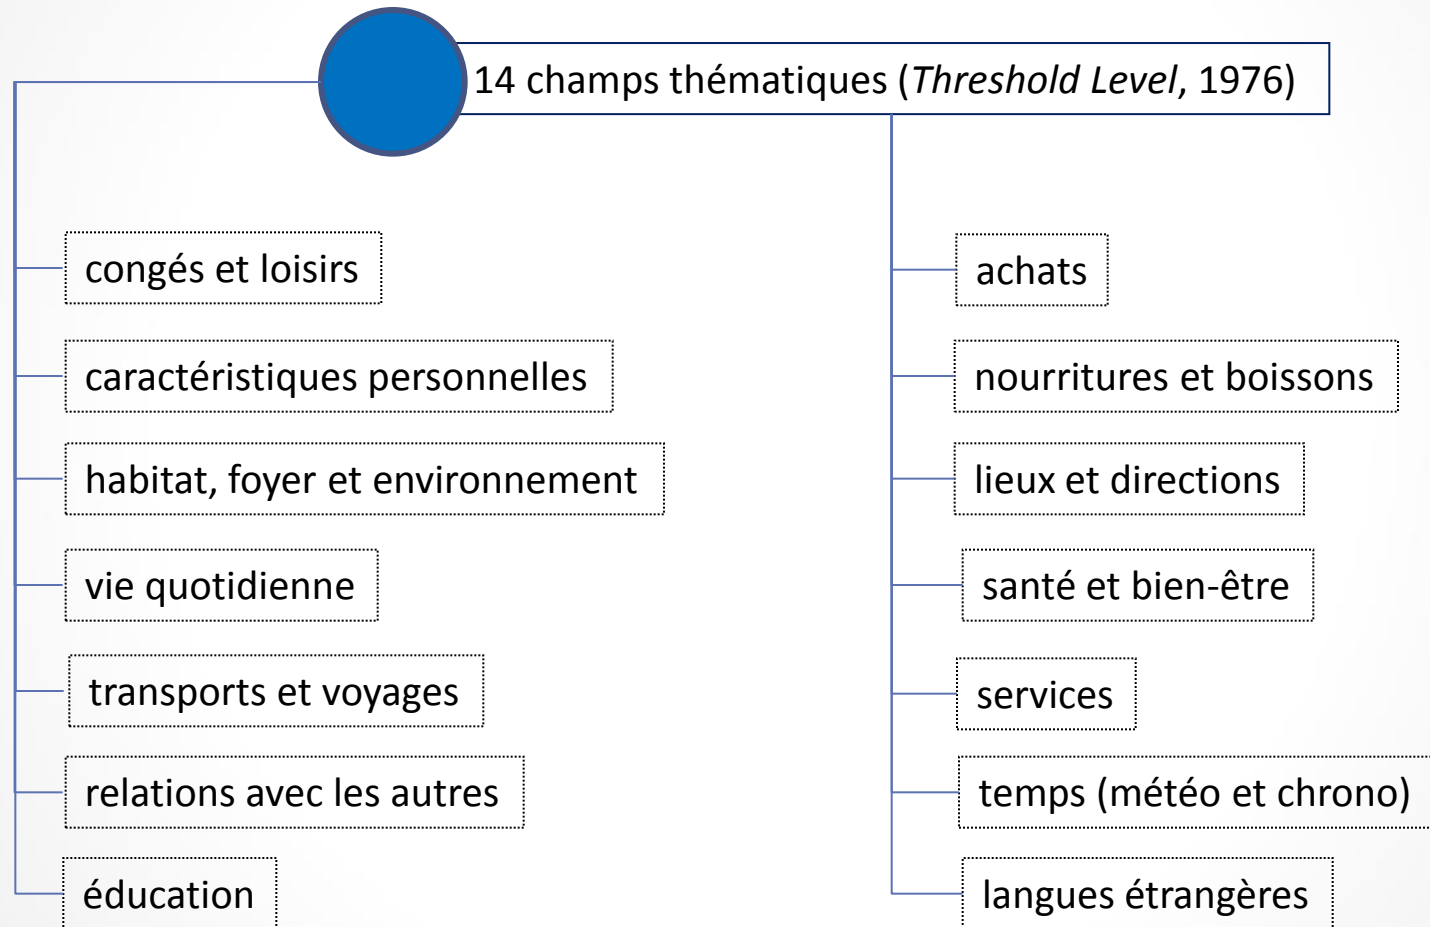 14 champs thématiques (Threshold Level, 1976)
congés et loisirs
caractéristiques personnelles
habitat, foyer et environnement
vie quotidienne
transports et voyages
relations avec les autres
éducation
achats
nourritures et boissons
lieux et directions
santé et bien-être
services
temps (météo et chrono)
langues étrangères